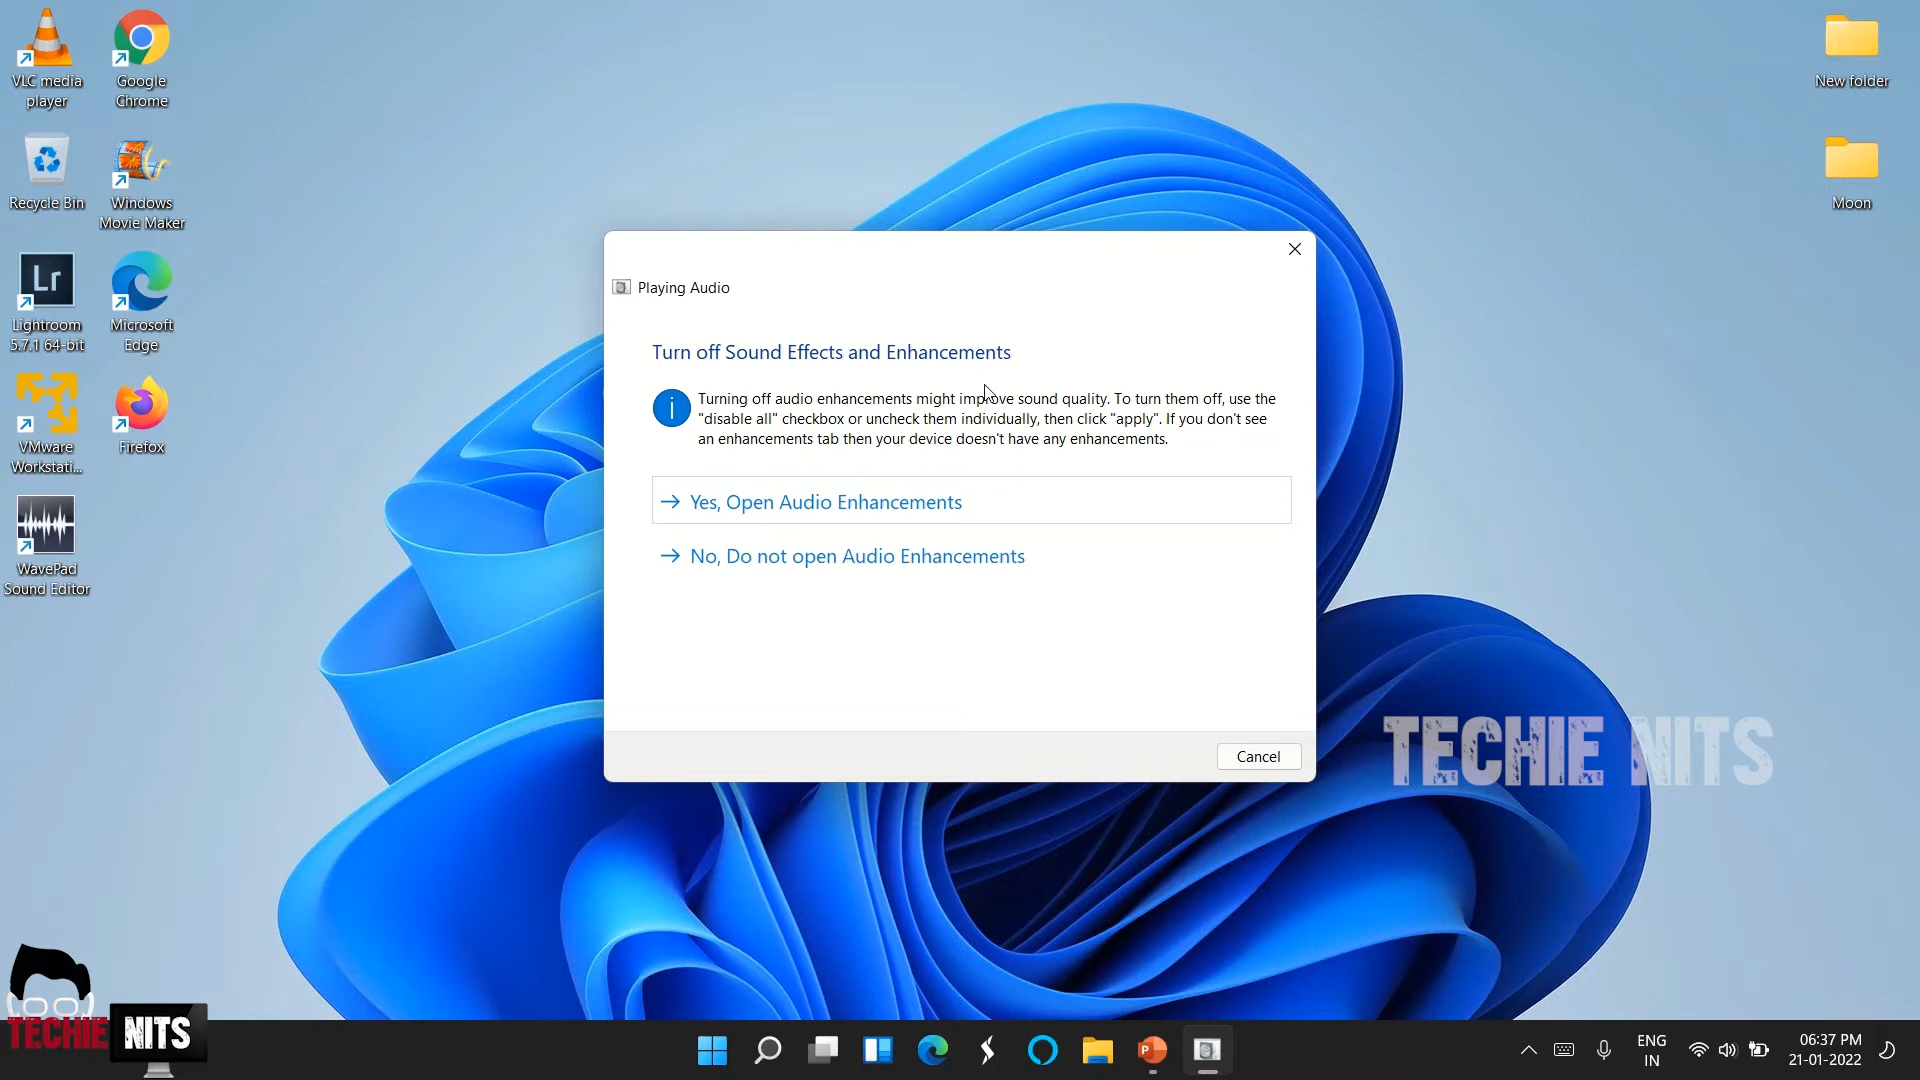 VLC media
player
Google
Chrome
Recycle Bin
Windows
Movie Maker
Lr
Lightroom
5.7.1 64-bit
Microsoft
Edge
VMware
Workstati...
Firefox
WavePad
Sound Editor
New folder
Moon
Playing Audio
Turn off Sound Effects and Enhancements
i
Turning off audio enhancements might improve sound quality. To turn them off, use the
"disable all" checkbox or uncheck them individually, then click "apply". If you don't see
an enhancements tab then your device doesn't have any enhancements.
Yes, Open Audio Enhancements
No, Do not open Audio Enhancements
Cancel
TECHIE NITS
TECHIE NITS
P
ENG
IN
06:37 PM
21-01-2022